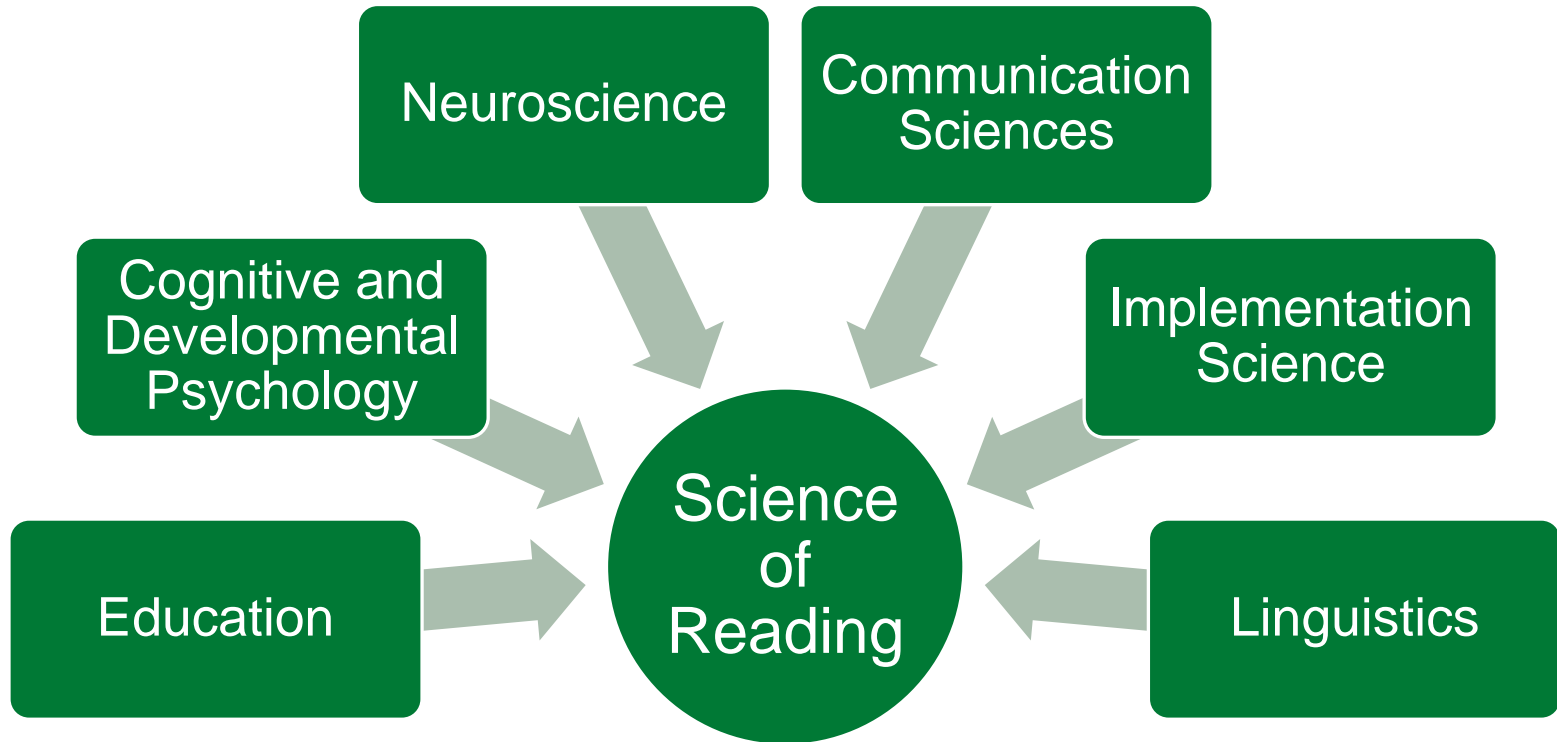 Neuroscience
Communication
Sciences
Cognitive and
Developmental
Psychology
Implementation
Science
Education
Science
of
Reading
Linguistics